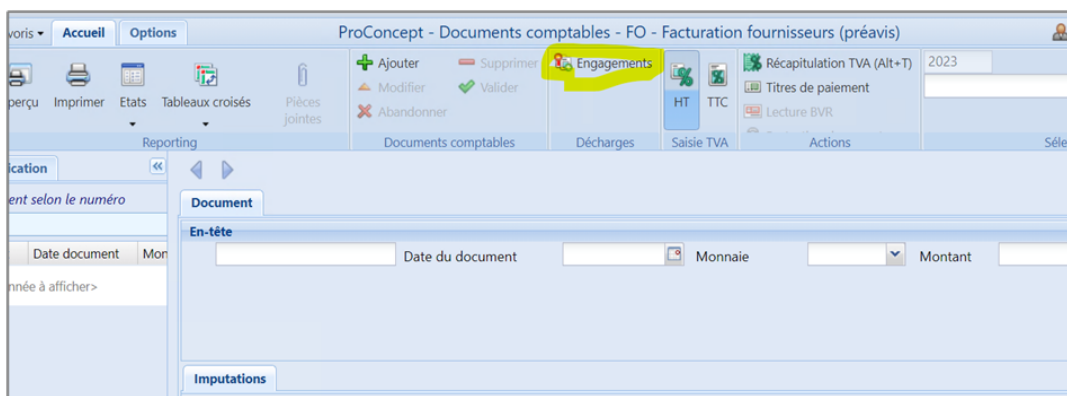 voris Accueil Options ProConcept - Documents comptables - FO - Facturation fournisseurs (préavis)
Ajouter Supprimer Engagements Récapitulation TVA (Alt+T) 2023
Modifier Valider Titres de paiement
perçu Imprimer Etats Tableaux croisés Pièces jointes Abandonner HT TTC Lecture BVR
Reporting Documents comptables Décharges Saisie TVA Actions Séle
ication
ent selon le numéro Document
En-tête
Date document Mon Date du document Monnaie Montant
nnée à afficher>
Imputations